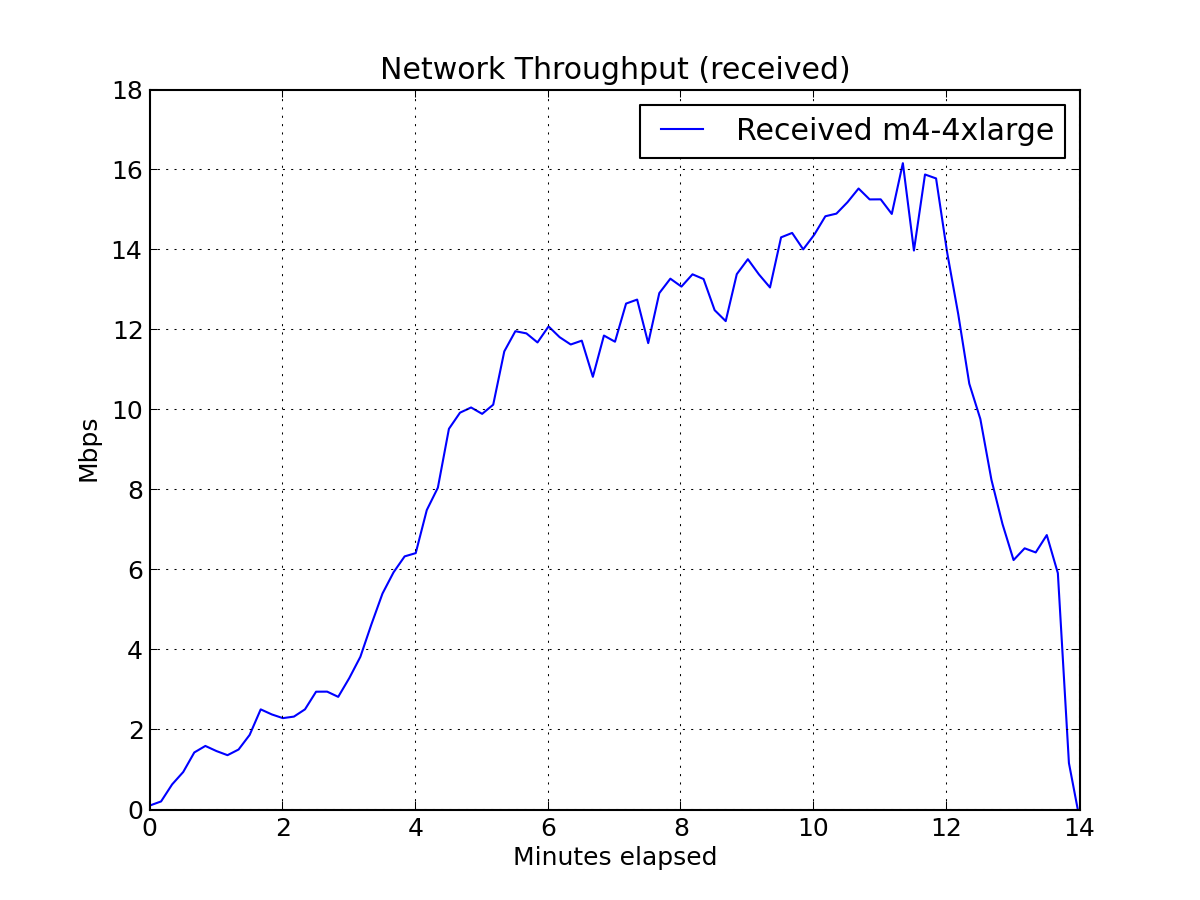 Network Throughput (received)
Received m4-4xlarge
18
16
14
12
10
8
6
4
2
0
Mbps
0 2 4 6 8 10 12 14
Minutes elapsed